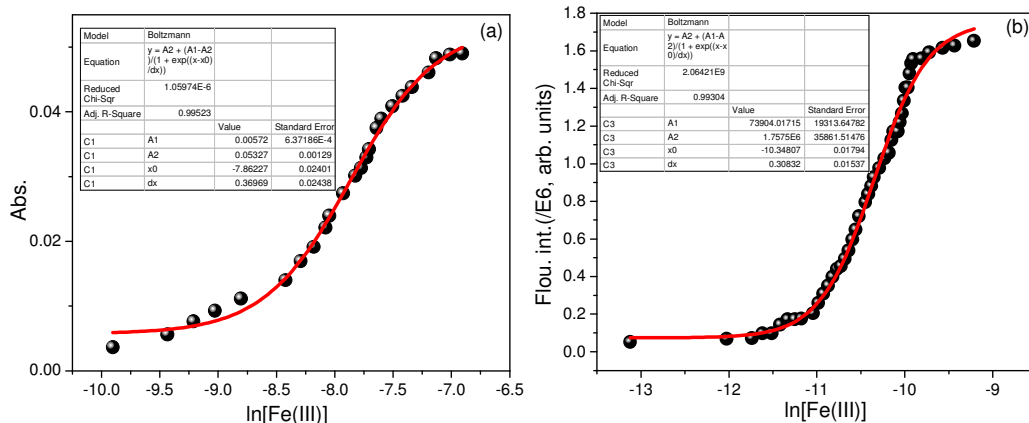 (a)
Model Boltzmann
Equation y = A2 + (A1-A2
)/(1 + exp((x-x0)
/dx))
Reduced
Chi-Sqr 1.05974E-6
Adj. R-Square 0.99523
Value Standard Error
C1 A1 0.00572 6.37186E-4
C1 A2 0.05327 0.00129
C1 x0 -7.86227 0.02401
C1 dx 0.36969 0.02438
0.04
0.02
0.00
Abs.
-10.0 -9.5 -9.0 -8.5 -8.0 -7.5 -7.0 -6.5
ln[Fe(III)]
(b)
Model Boltzmann
Equation y = A2 + (A1-A
2)/(1 + exp((x-x
0)/dx))
Reduced
Chi-Sqr 2.06421E9
Adj. R-Square 0.99304
Value Standard Error
C3 A1 73904.01715 19313.64782
C3 A2 1.7575E6 35861.51476
C3 x0 -10.34807 0.01794
C3 dx 0.30832 0.01537
1.8
1.6
1.4
1.2
1.0
0.8
0.6
0.4
0.2
0.0
Flou. int.(/E6, arb. units)
-13 -12 -11 -10 -9
ln[Fe(III)]